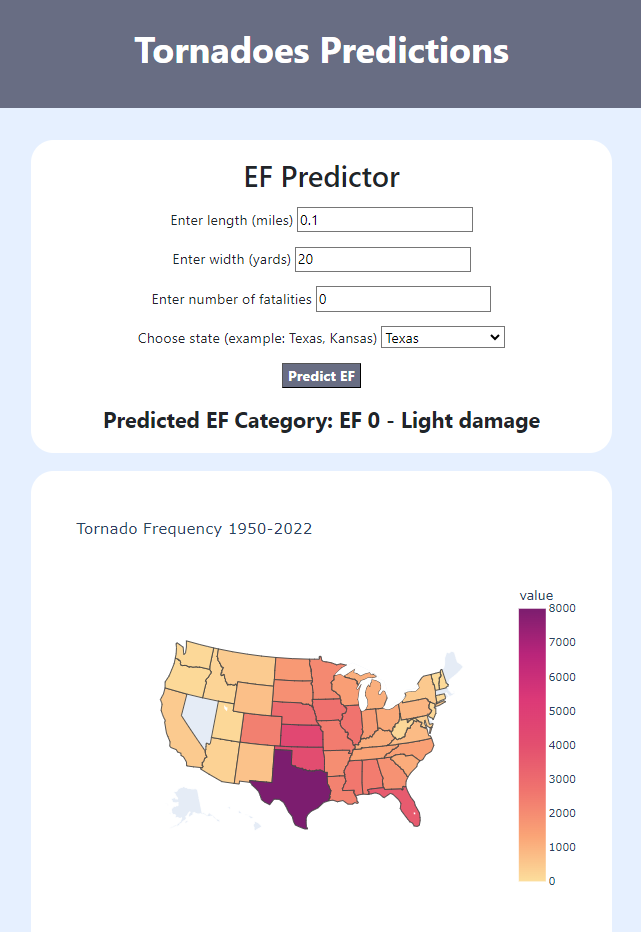 Tornadoes Predictions
EF Predictor
Enter length (miles) 0.1
Enter width (yards) 20
Enter number of fatalities 0
Choose state (example: Texas, Kansas) Texas
Predict EF
Predicted EF Category: EF 0 - Light damage
Tornado Frequency 1950-2022
value
8000
7000
6000
5000
4000
3000
2000
1000
0